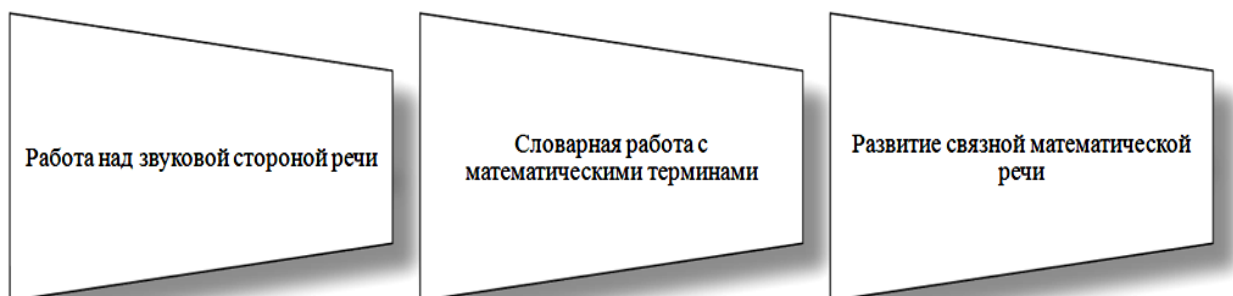 Работа над звуковой стороной речи
Словарная работа с
математическими терминами
Развитие связной математической
речи